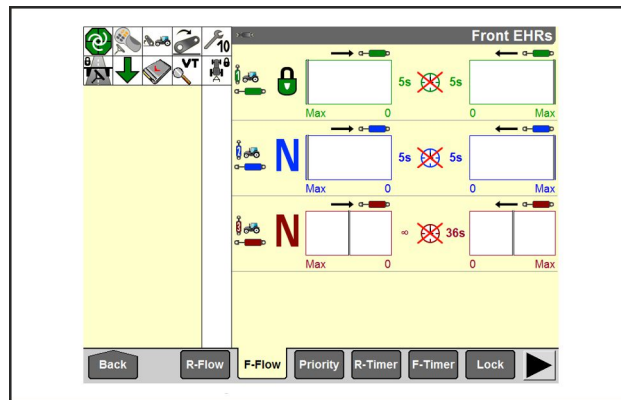 Front EHRs
10
VT
5s 5s
Max 0 0 Max
N
5s 5s
Max 0 0 Max
N
∞ 36s
Max 0 0 Max
Back R-Flow F-Flow Priority R-Timer F-Timer Lock